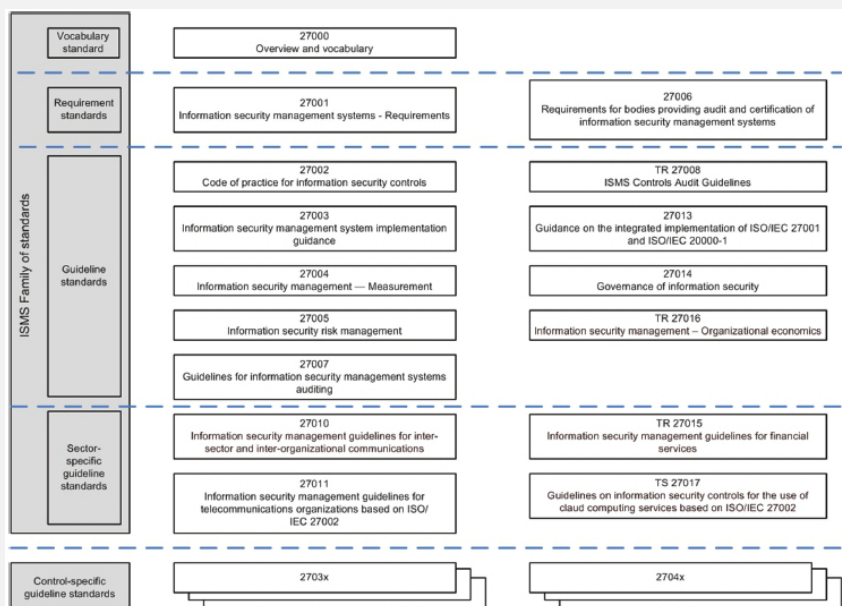 ISMS Family of standards
Vocabulary
standard
27000
Overview and vocabulary
Requirement
standards
27001
Information security management systems - Requirements
27006
Requirements for bodies providing audit and certification of
information security management systems
Guideline
standards
27002
Code of practice for information security controls
TR 27008
ISMS Controls Audit Guidelines
27003
Information security management system implementation
guidance
27013
Guidance on the integrated implementation of ISO/IEC 27001
and ISO/IEC 20000-1
27004
Information security management — Measurement
27014
Governance of information security
27005
Information security risk management
TR 27016
Information security management – Organizational economics
27007
Guidelines for information security management systems
auditing
Sector-
specific
guideline
standards
27010
Information security management guidelines for inter-
sector and inter-organizational communications
TR 27015
Information security management guidelines for financial
services
27011
Information security management guidelines for
telecommunications organizations based on ISO/
IEC 27002
TS 27017
Guidelines on information security controls for the use of
claud computing services based on ISO/IEC 27002
Control-specific
guideline standards
2703x
2704x